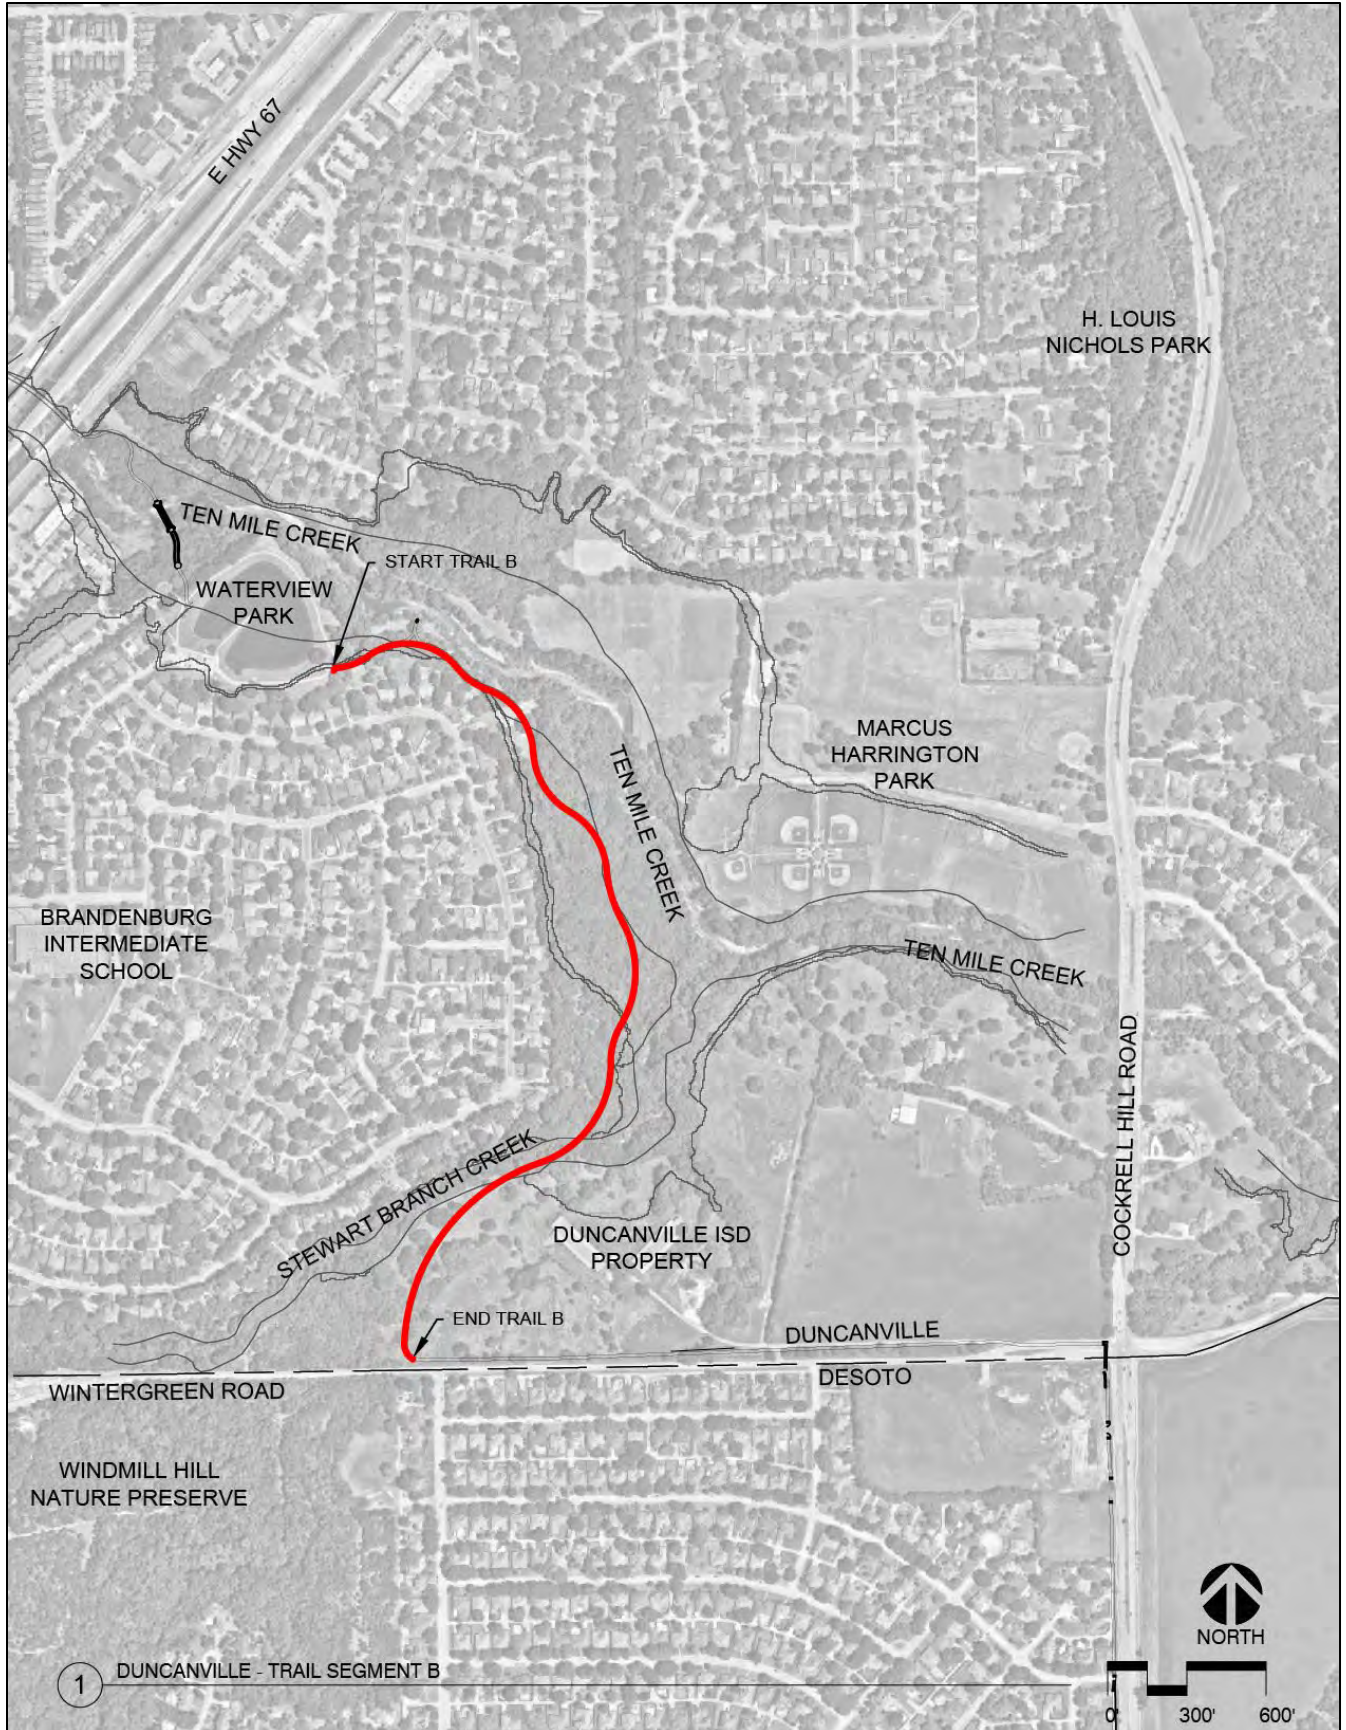 E HWY 67
H. LOUIS
NICHOLS PARK
TEN MILE CREEK
START TRAIL B
WATERVIEW
PARK
MARCUS
HARRINGTON
PARK
TEN MILE CREEK
BRANDENBURG
INTERMEDIATE
SCHOOL
TEN MILE CREEK
COCKRELL HILL ROAD
STEWART BRANCH CREEK
DUNCANVILLE ISD
PROPERTY
END TRAIL B
DUNCANVILLE
DESOTO
WINTERGREEN ROAD
WINDMILL HILL
NATURE PRESERVE
NORTH
1 DUNCANVILLE - TRAIL SEGMENT B
0' 300' 600'